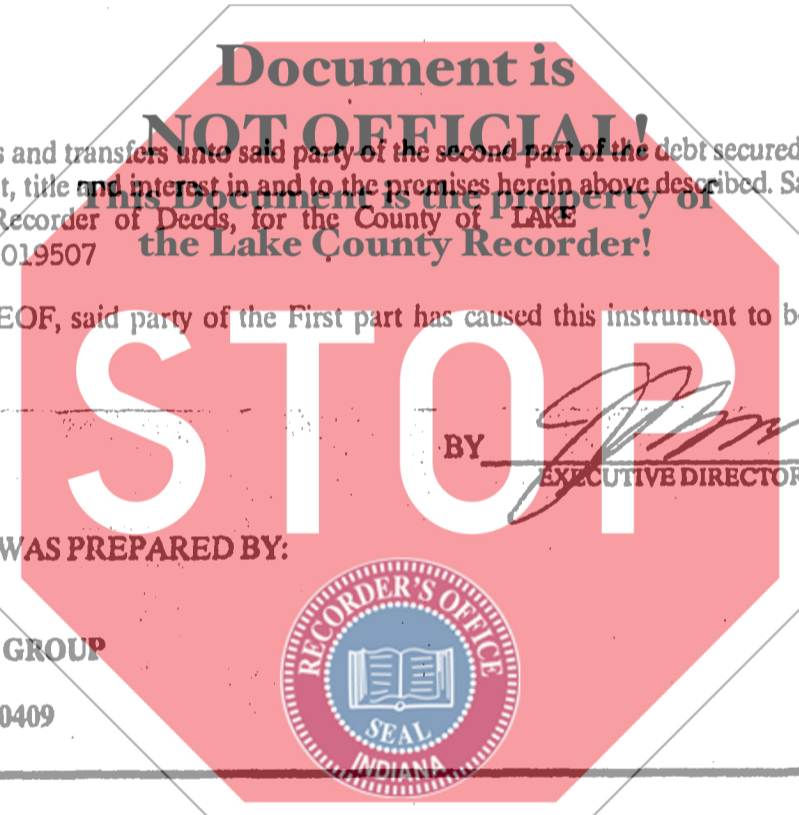 Document is
NOT OFFICIAL!
s and transfers unto said party of the second part of the debt secured
t, title and interest in and to the premises herein above described. Sa
This Document is the property of
Recorder of Deeds, for the County of LAKE
the Lake County Recorder!
019507
EOF, said party of the First part has caused this instrument to b
STOP
BY
EXECUTIVE DIRECTOR
WAS PREPARED BY:
GROUP
0409
RECORDER'S OFFICE
SEAL
INDIANA